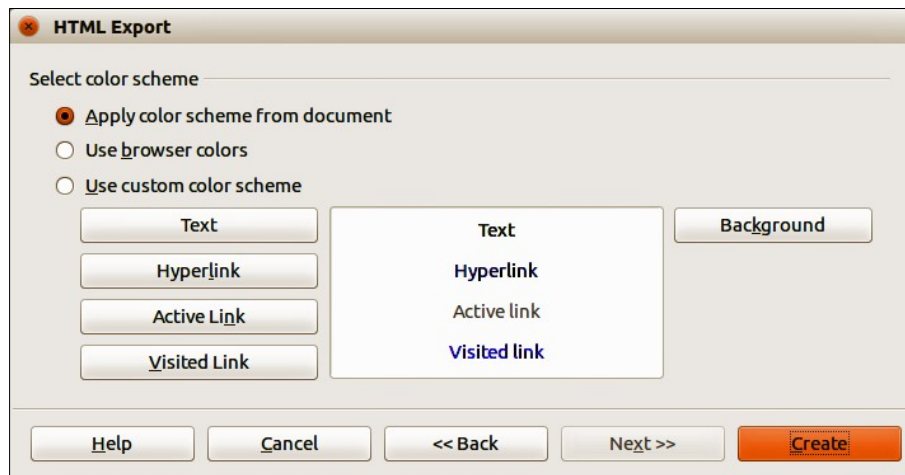 HTML Export
Select color scheme
Apply color scheme from document
Use browser colors
Use custom color scheme
Text
Hyperlink
Active Link
Visited Link
Text
Hyperlink
Active link
Visited link
Background
Help
Cancel
<< Back
Next >>
Create